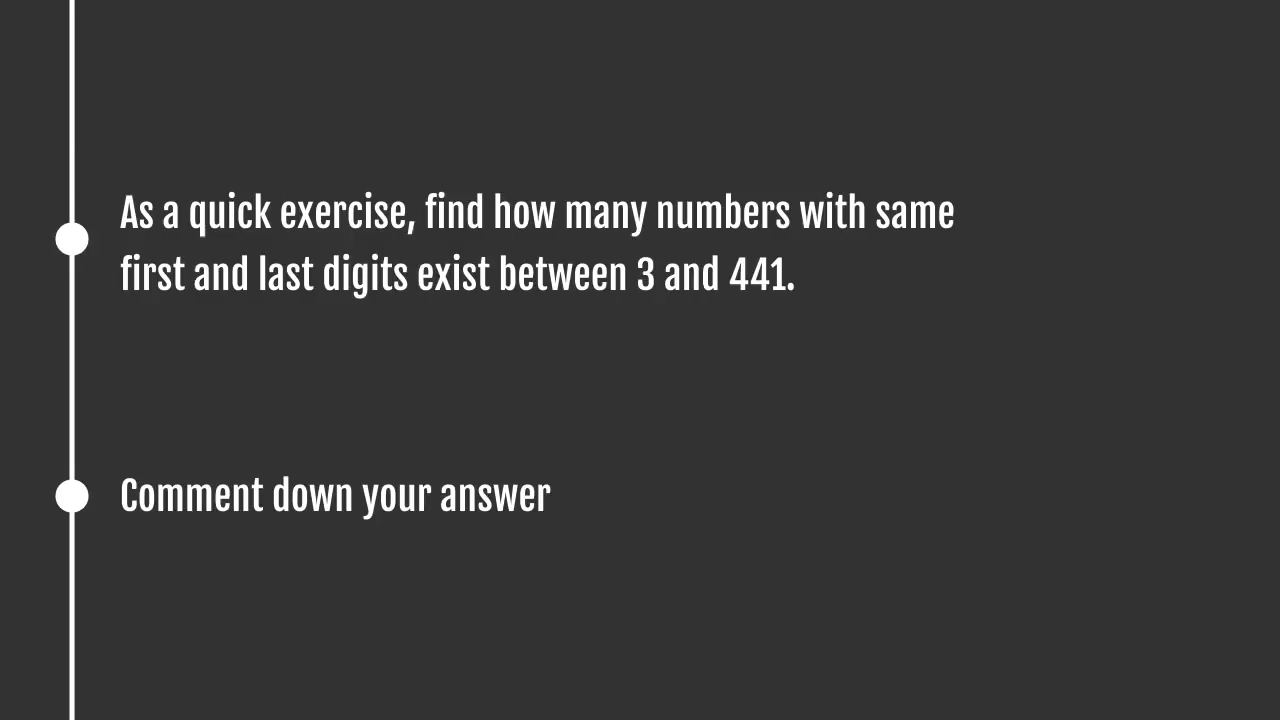 As a quick exercise, find how many numbers with same
first and last digits exist between 3 and 441.
Comment down your answer